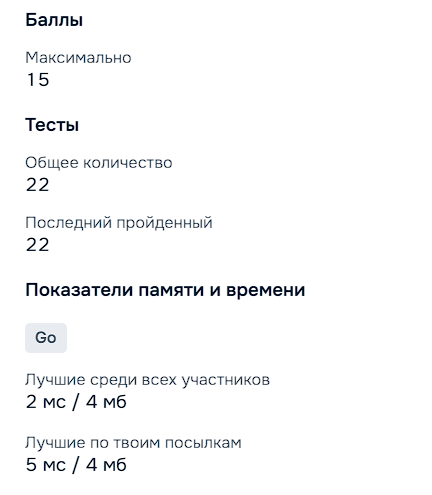 Баллы
Максимально
15
Тесты
Общее количество
22
Последний пройденный
22
Показатели памяти и времени
Go
Лучшие среди всех участников
2 мс / 4 мб
Лучшие по твоим посылкам
5 мс / 4 мб